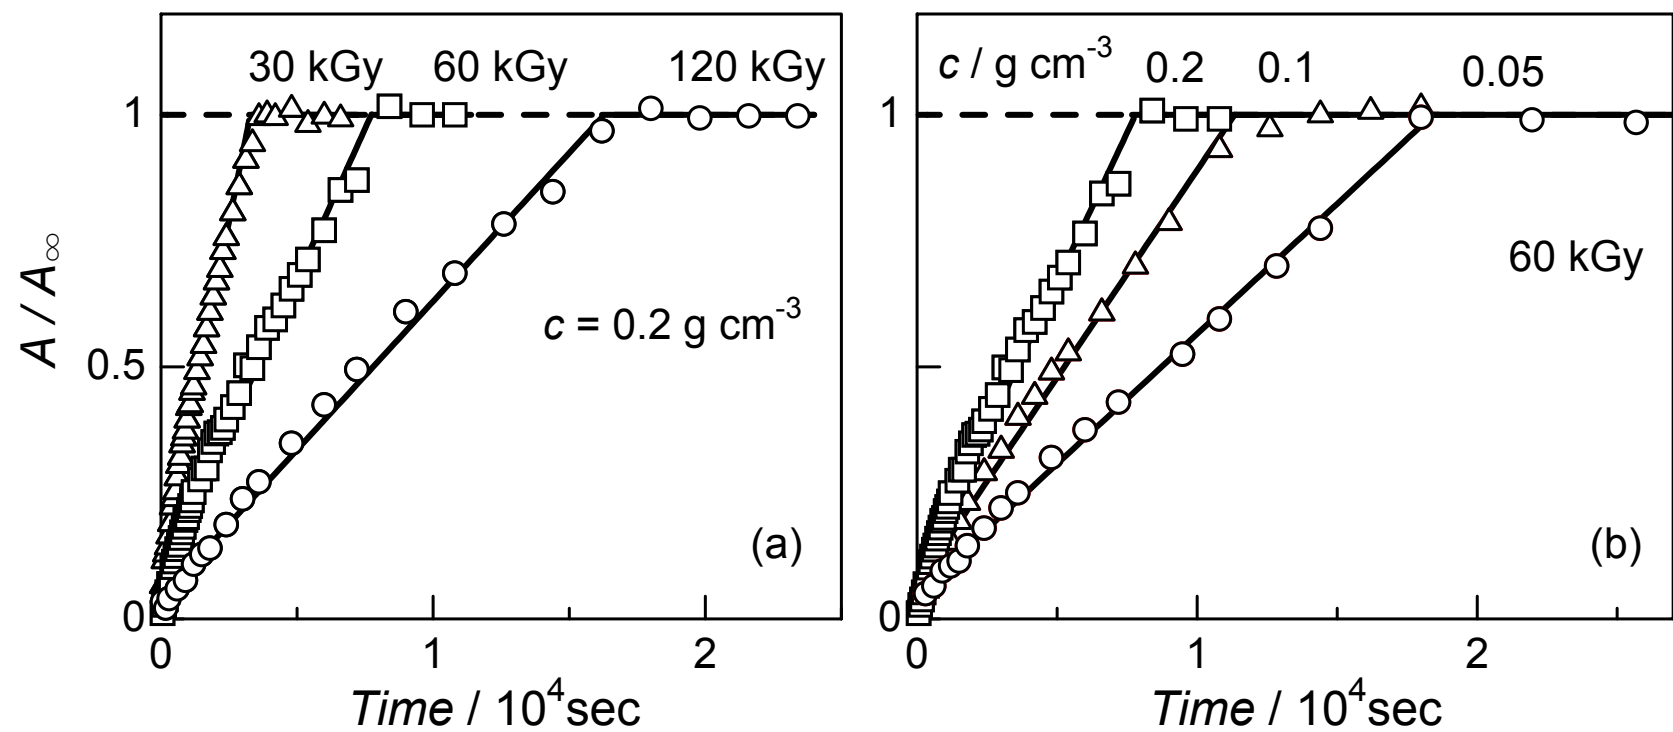 30 kGy 60 kGy 120 kGy
1
A / A∞
c = 0.2 g cm-3
0.5
(a)
0
0 1 2
Time / 10⁴sec
c / g cm-3 0.2 0.1 0.05
1
60 kGy
(b)
0
0 1 2
Time / 10⁴sec